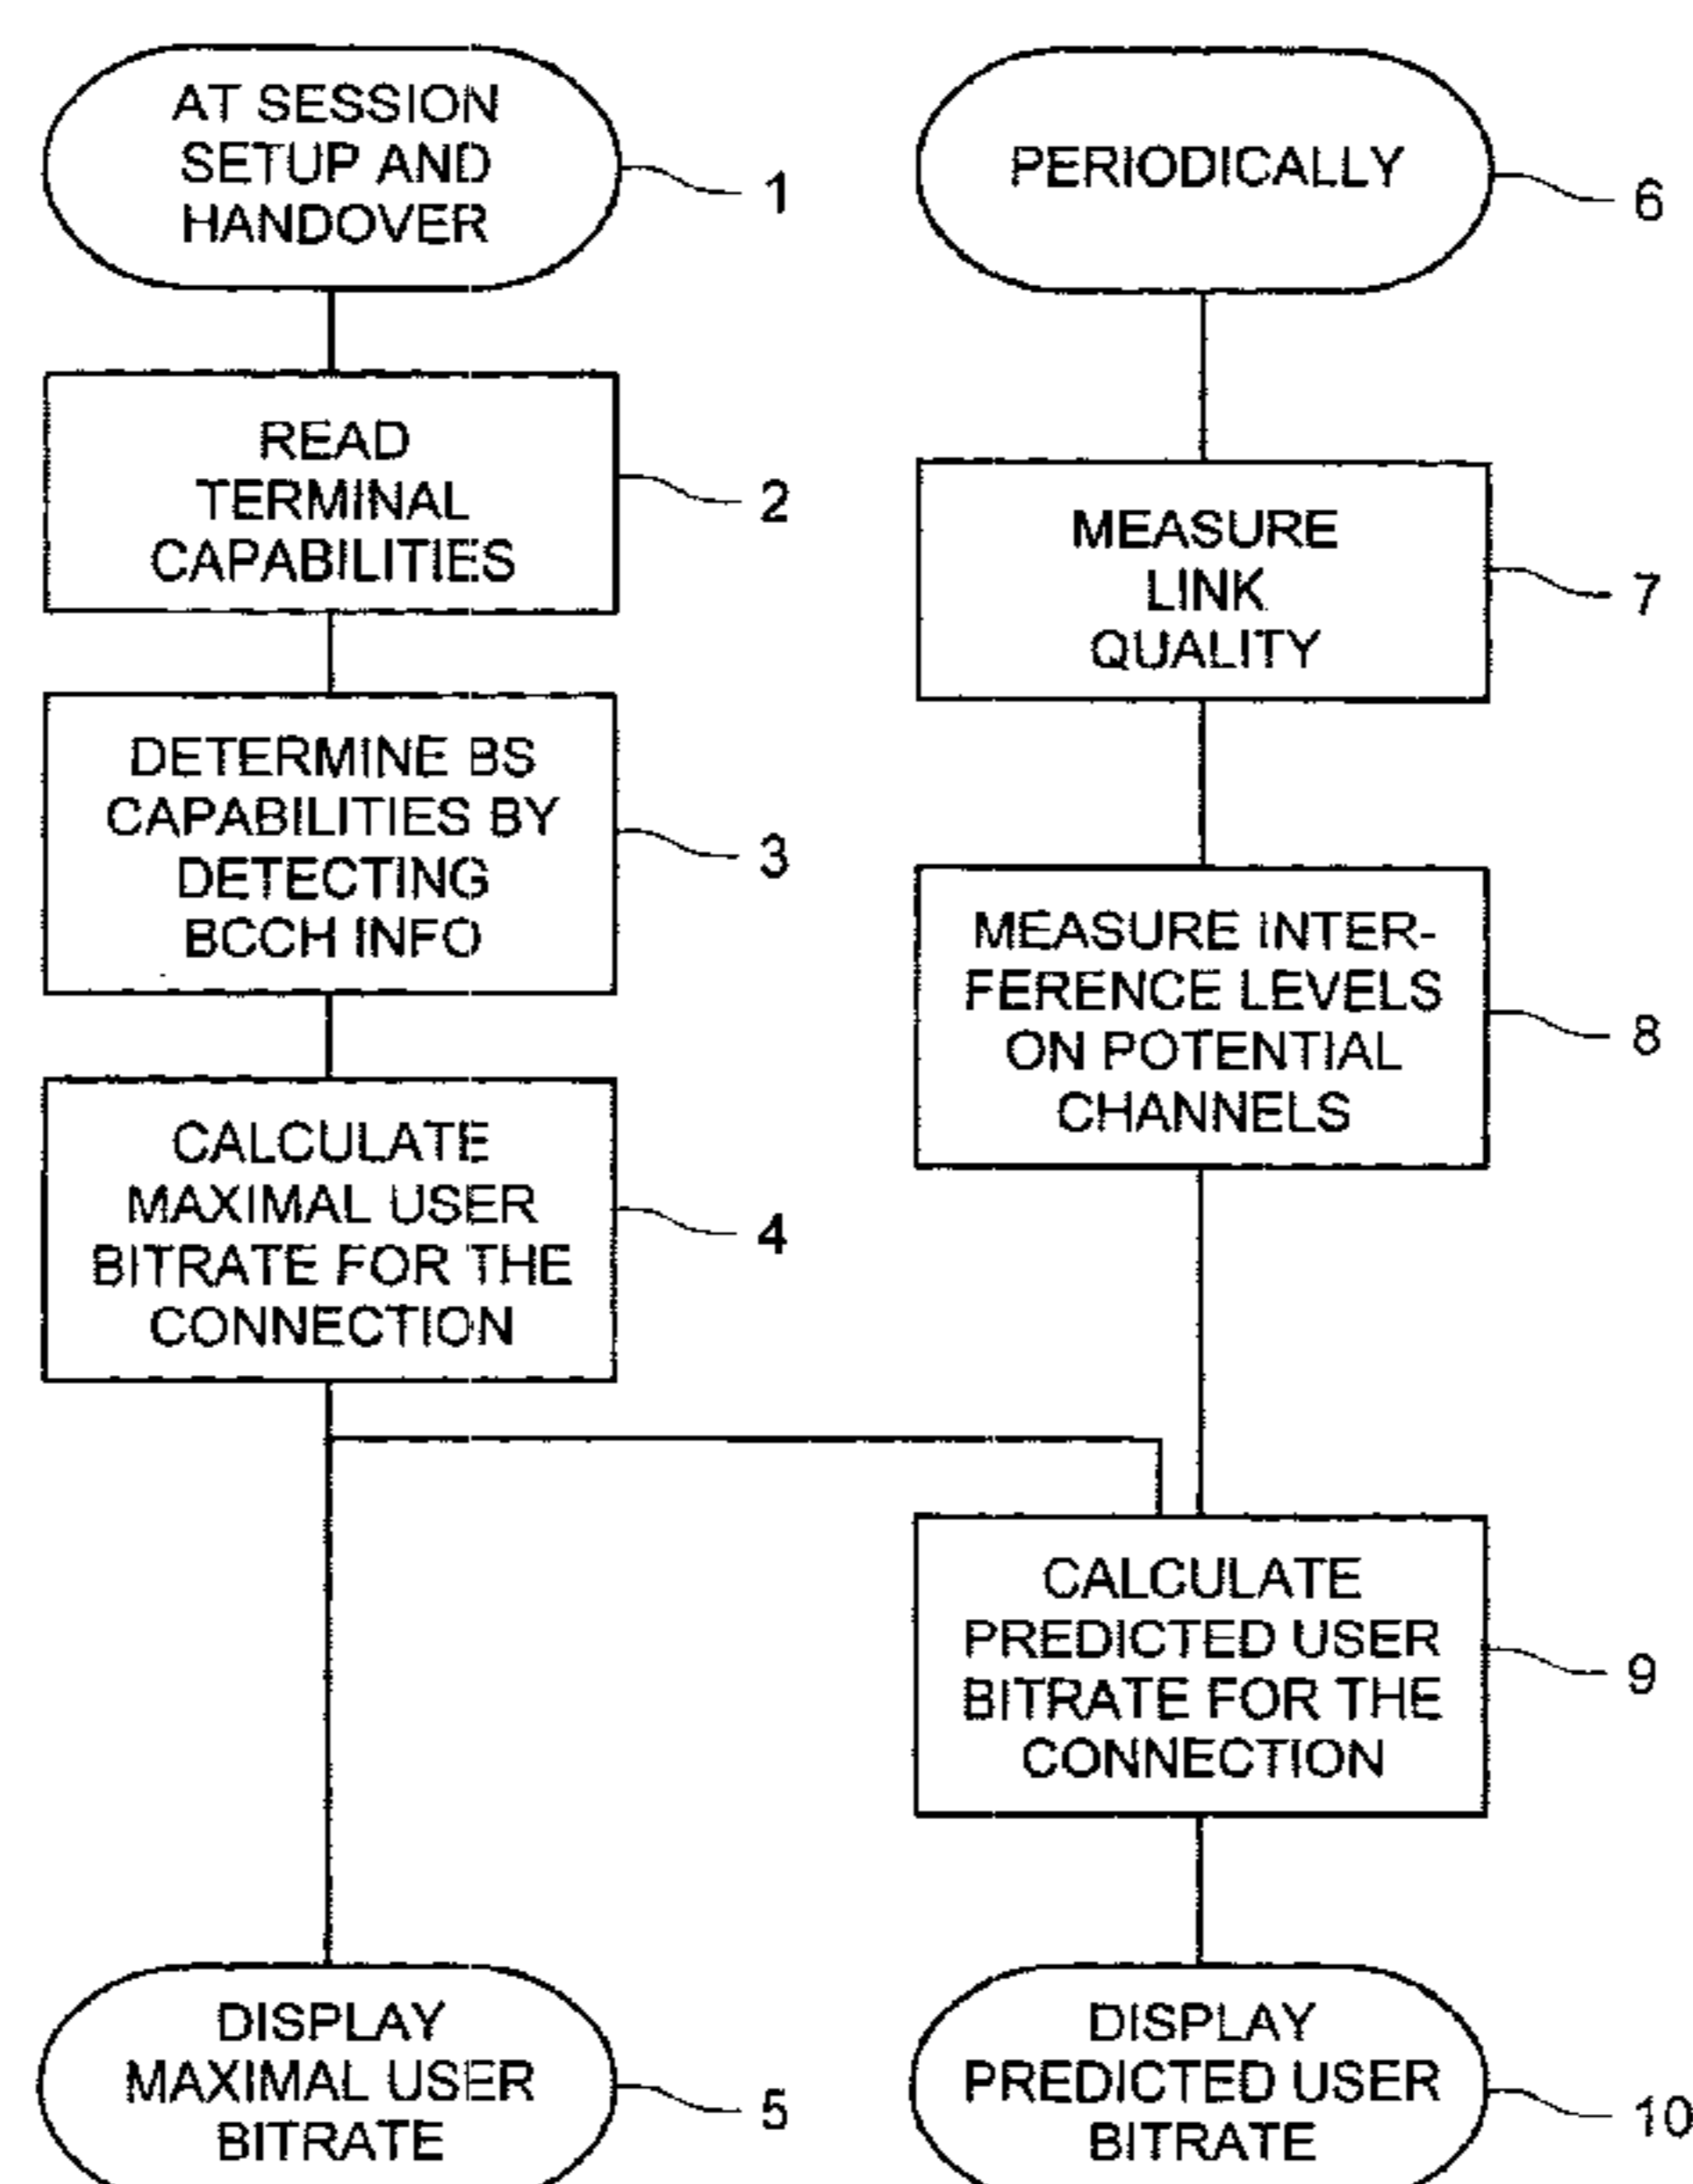 AT SESSION
SETUP AND
HANDOVER
1
READ
TERMINAL
CAPABILITIES
2
DETERMINE BS
CAPABILITIES BY
DETECTING
BCCH INFO
3
CALCULATE
MAXIMAL USER
BITRATE FOR THE
CONNECTION
4
DISPLAY
MAXIMAL USER
BITRATE
5
PERIODICALLY
6
MEASURE
LINK
QUALITY
7
MEASURE INTER-
FERENCE LEVELS
ON POTENTIAL
CHANNELS
8
CALCULATE
PREDICTED USER
BITRATE FOR THE
CONNECTION
9
DISPLAY
PREDICTED USER
BITRATE
10